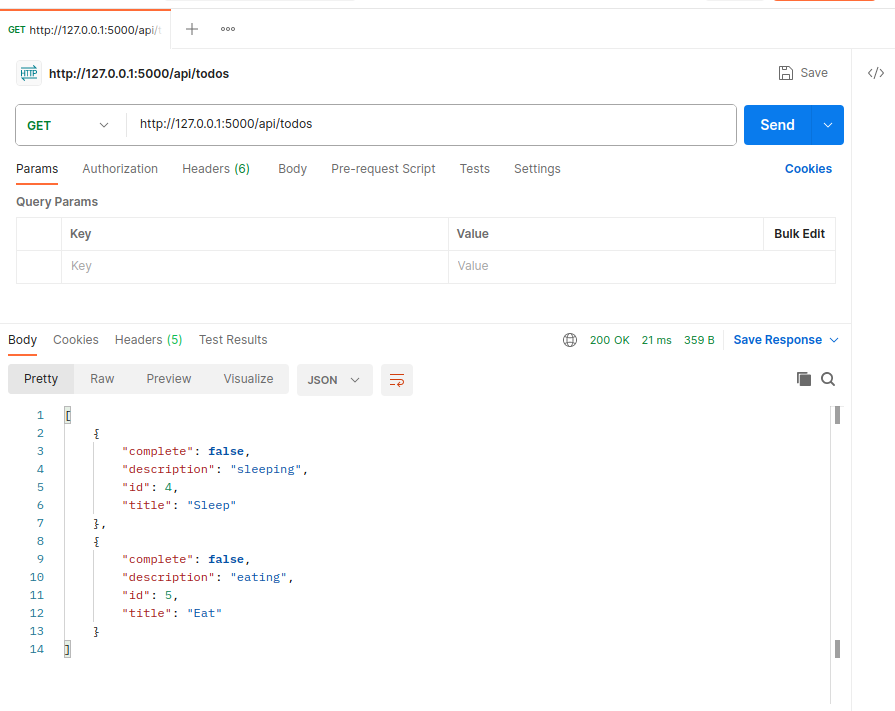 GET http://127.0.0.1:5000/api/
HTTP http://127.0.0.1:5000/api/todos Save </>
GET http://127.0.0.1:5000/api/todos Send
Params Authorization Headers (6) Body Pre-request Script Tests Settings Cookies
Query Params
Key Value Bulk Edit
Key Value
Body Cookies Headers (5) Test Results 200 OK 21 ms 359 B Save Response
Pretty Raw Preview Visualize JSON
1 [
2 {
3 "complete": false,
4 "description": "sleeping",
5 "id": 4,
6 "title": "Sleep"
7 },
8 {
9 "complete": false,
10 "description": "eating",
11 "id": 5,
12 "title": "Eat"
13 }
14 ]